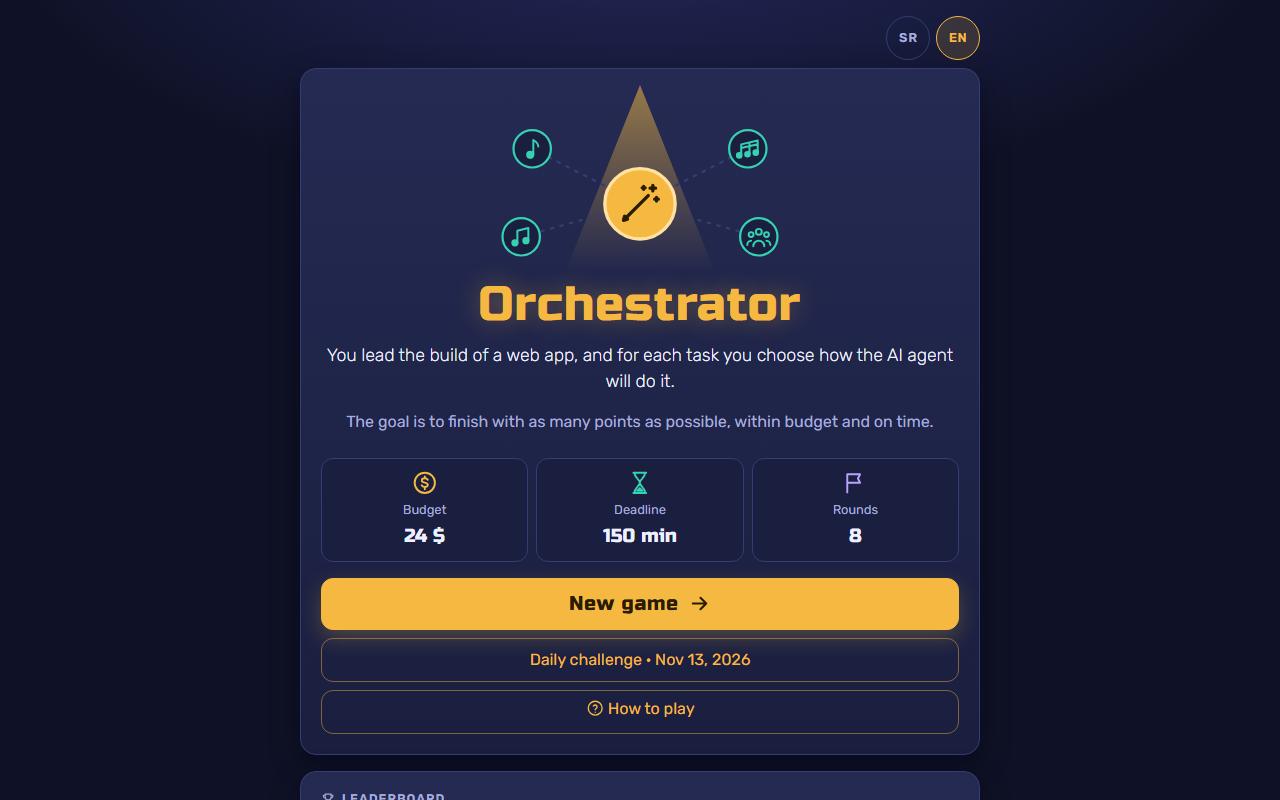 SR
EN
Orchestrator
You lead the build of a web app, and for each task you choose how the AI agent
will do it.
The goal is to finish with as many points as possible, within budget and on time.
Budget
24 $
Deadline
150 min
Rounds
8
New game
Daily challenge • Nov 13, 2026
How to play
LEADERBOARD